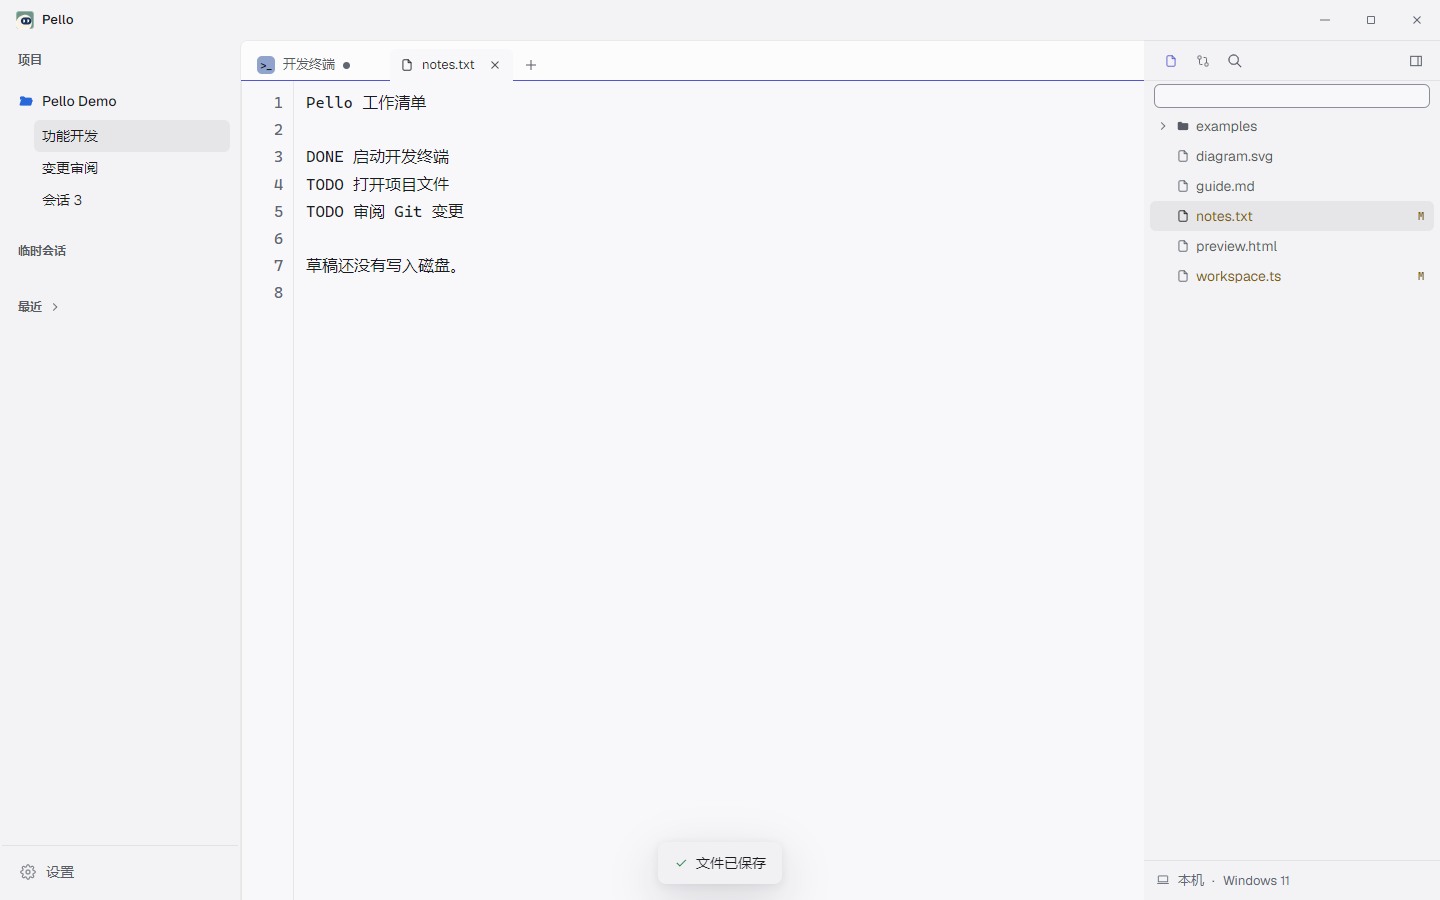 Pello
项目
Pello Demo
功能开发
变更审阅
会话 3
临时会话
最近
设置
>_ 开发终端
notes.txt
1 Pello 工作清单
2
3 DONE 启动开发终端
4 TODO 打开项目文件
5 TODO 审阅 Git 变更
6
7 草稿还没有写入磁盘。
8
文件已保存
examples
diagram.svg
guide.md
notes.txt M
preview.html
workspace.ts M
本机 · Windows 11